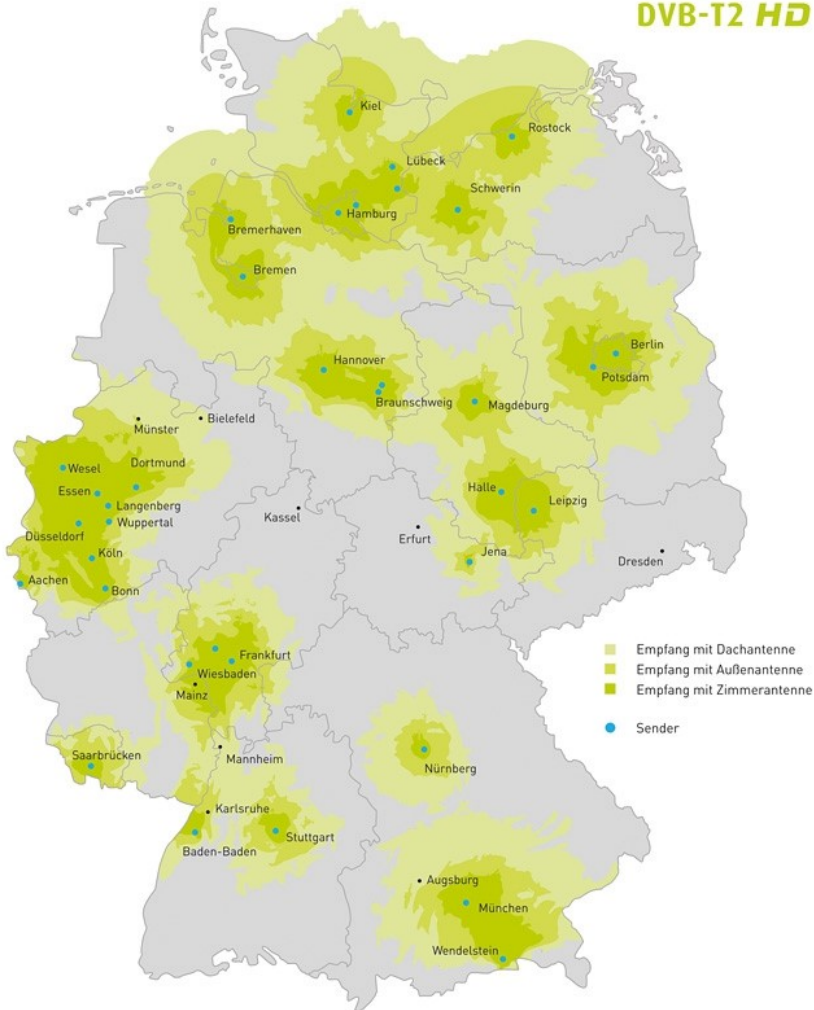 DVB-T2 HD
Kiel
Rostock
Lübeck
Schwerin
Hamburg
Bremerhaven
Bremen
Hannover
Berlin
Potsdam
Braunschweig
Magdeburg
Münster
Bielefeld
Wesel
Dortmund
Essen
Langenberg
Halle
Leipzig
Kassel
Wuppertal
Düsseldorf
Erfurt
Köln
Jena
Dresden
Aachen
Bonn
Frankfurt
Wiesbaden
Mainz
Empfang mit Dachantenne
Empfang mit Außenantenne
Empfang mit Zimmerantenne
Sender
Saarbrücken
Mannheim
Nürnberg
Karlsruhe
Stuttgart
Baden-Baden
Augsburg
München
Wendelstein